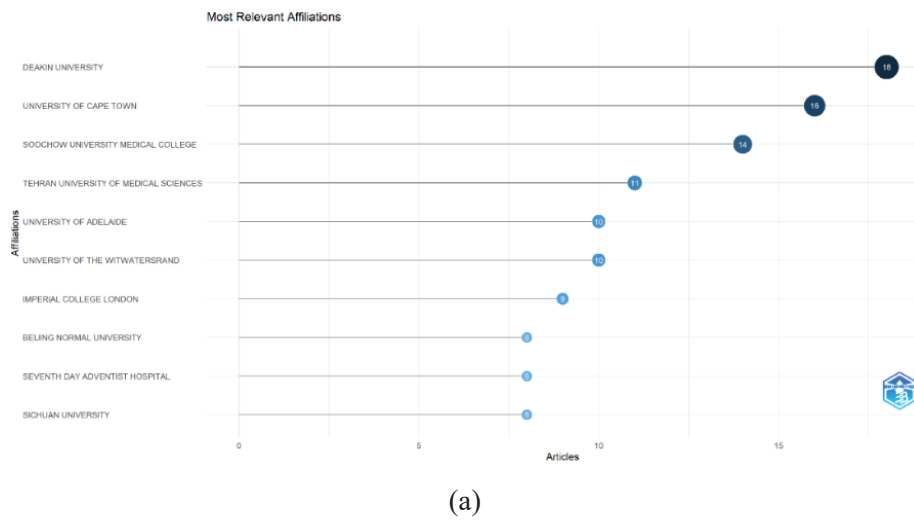 Most Relevant Affiliations
DEAKIN UNIVERSITY
18
UNIVERSITY OF CAPE TOWN
16
SOOCHOW UNIVERSITY MEDICAL COLLEGE
14
TEHRAN UNIVERSITY OF MEDICAL SCIENCES
11
UNIVERSITY OF ADELAIDE
10
UNIVERSITY OF THE WITWATERSRAND
10
IMPERIAL COLLEGE LONDON
9
BEIJING NORMAL UNIVERSITY
8
SEVENTH DAY ADVENTIST HOSPITAL
8
SICHUAN UNIVERSITY
8
Affiliations
0 5 10 15
Articles
(a)